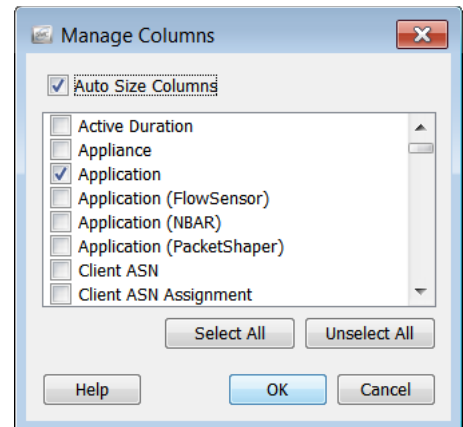 Manage Columns
Auto Size Columns
Active Duration
Appliance
Application
Application (FlowSensor)
Application (NBAR)
Application (PacketShaper)
Client ASN
Client ASN Assignment
Select All Unselect All
Help OK Cancel